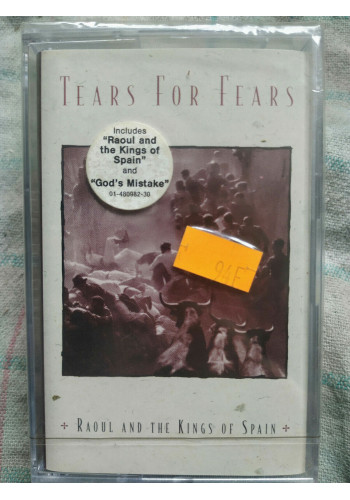 TEARS FOR FEARS
Includes
"Raoul and
the Kings of
Spain"
and
"God's Mistake"
01-480982-30
RAOUL AND THE KINGS OF SPAIN